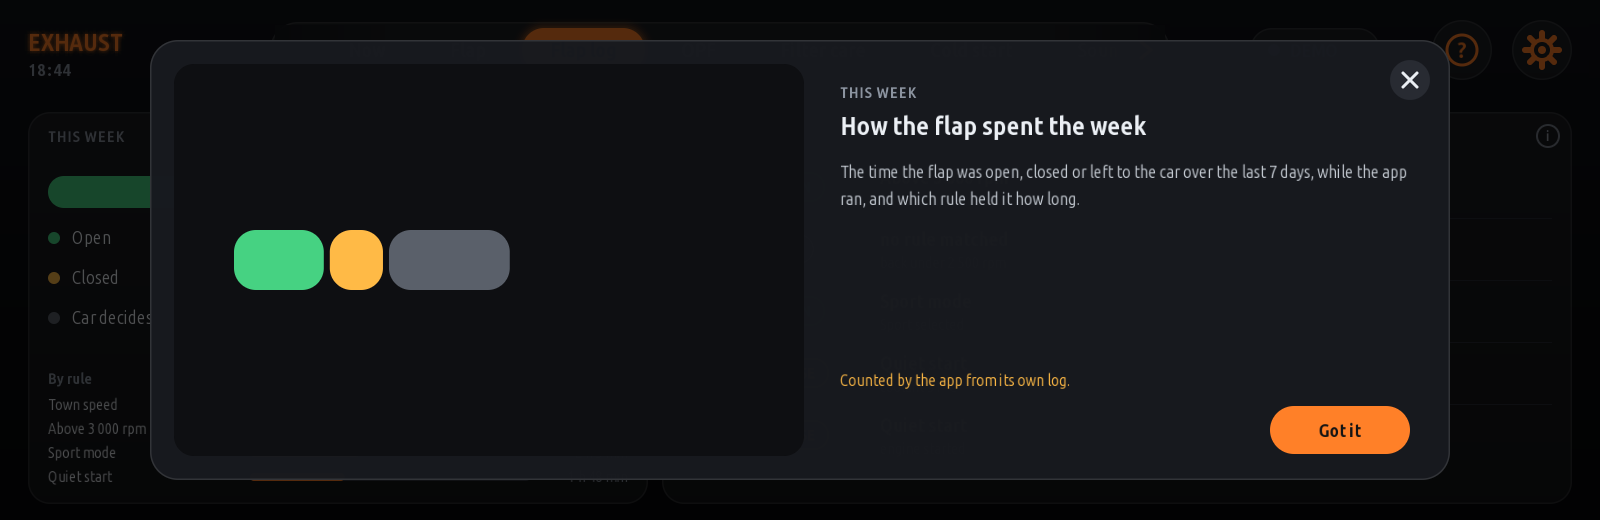 EXHAUST
18:44
?
THIS WEEK
i
Open
Closed
Car decides
By rule
Town speed
Above 3 000 rpm
Sport mode
Quiet start
THIS WEEK
How the flap spent the week
The time the flap was open, closed or left to the car over the last 7 days, while the app
ran, and which rule held it how long.
Counted by the app from its own log.
Got it